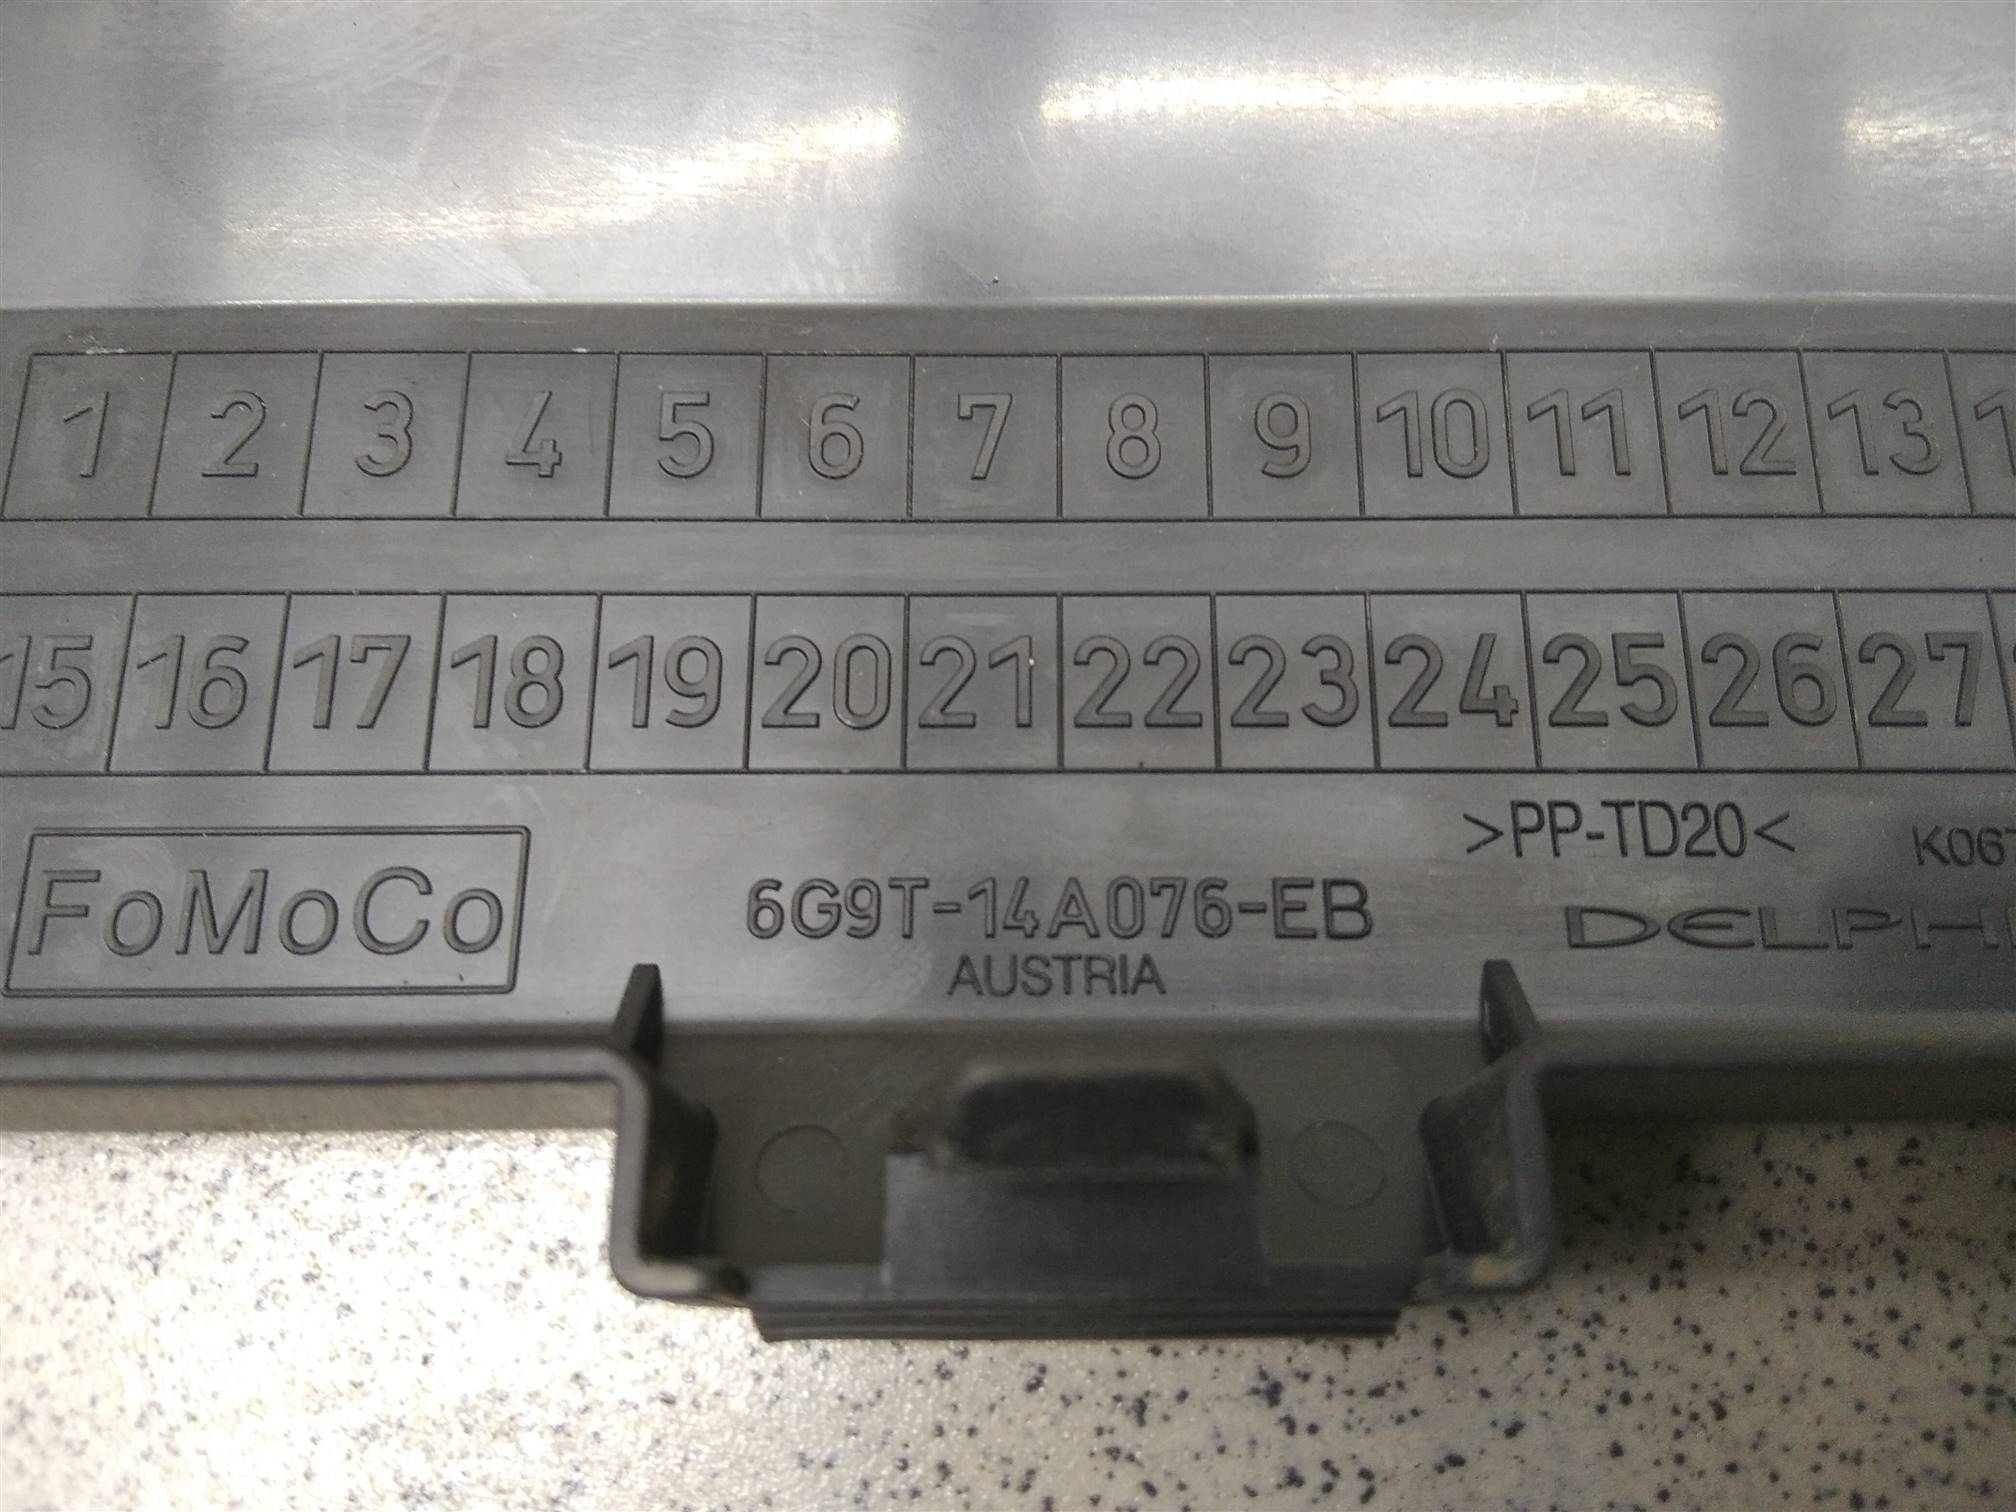 1 2 3 4 5 6 7 8 9 10 11 12 13
15 16 17 18 19 20 21 22 23 24 25 26 27
>PP-TD20<
FoMoCo
6G9T-14A076-EB
DELPHI
AUSTRIA